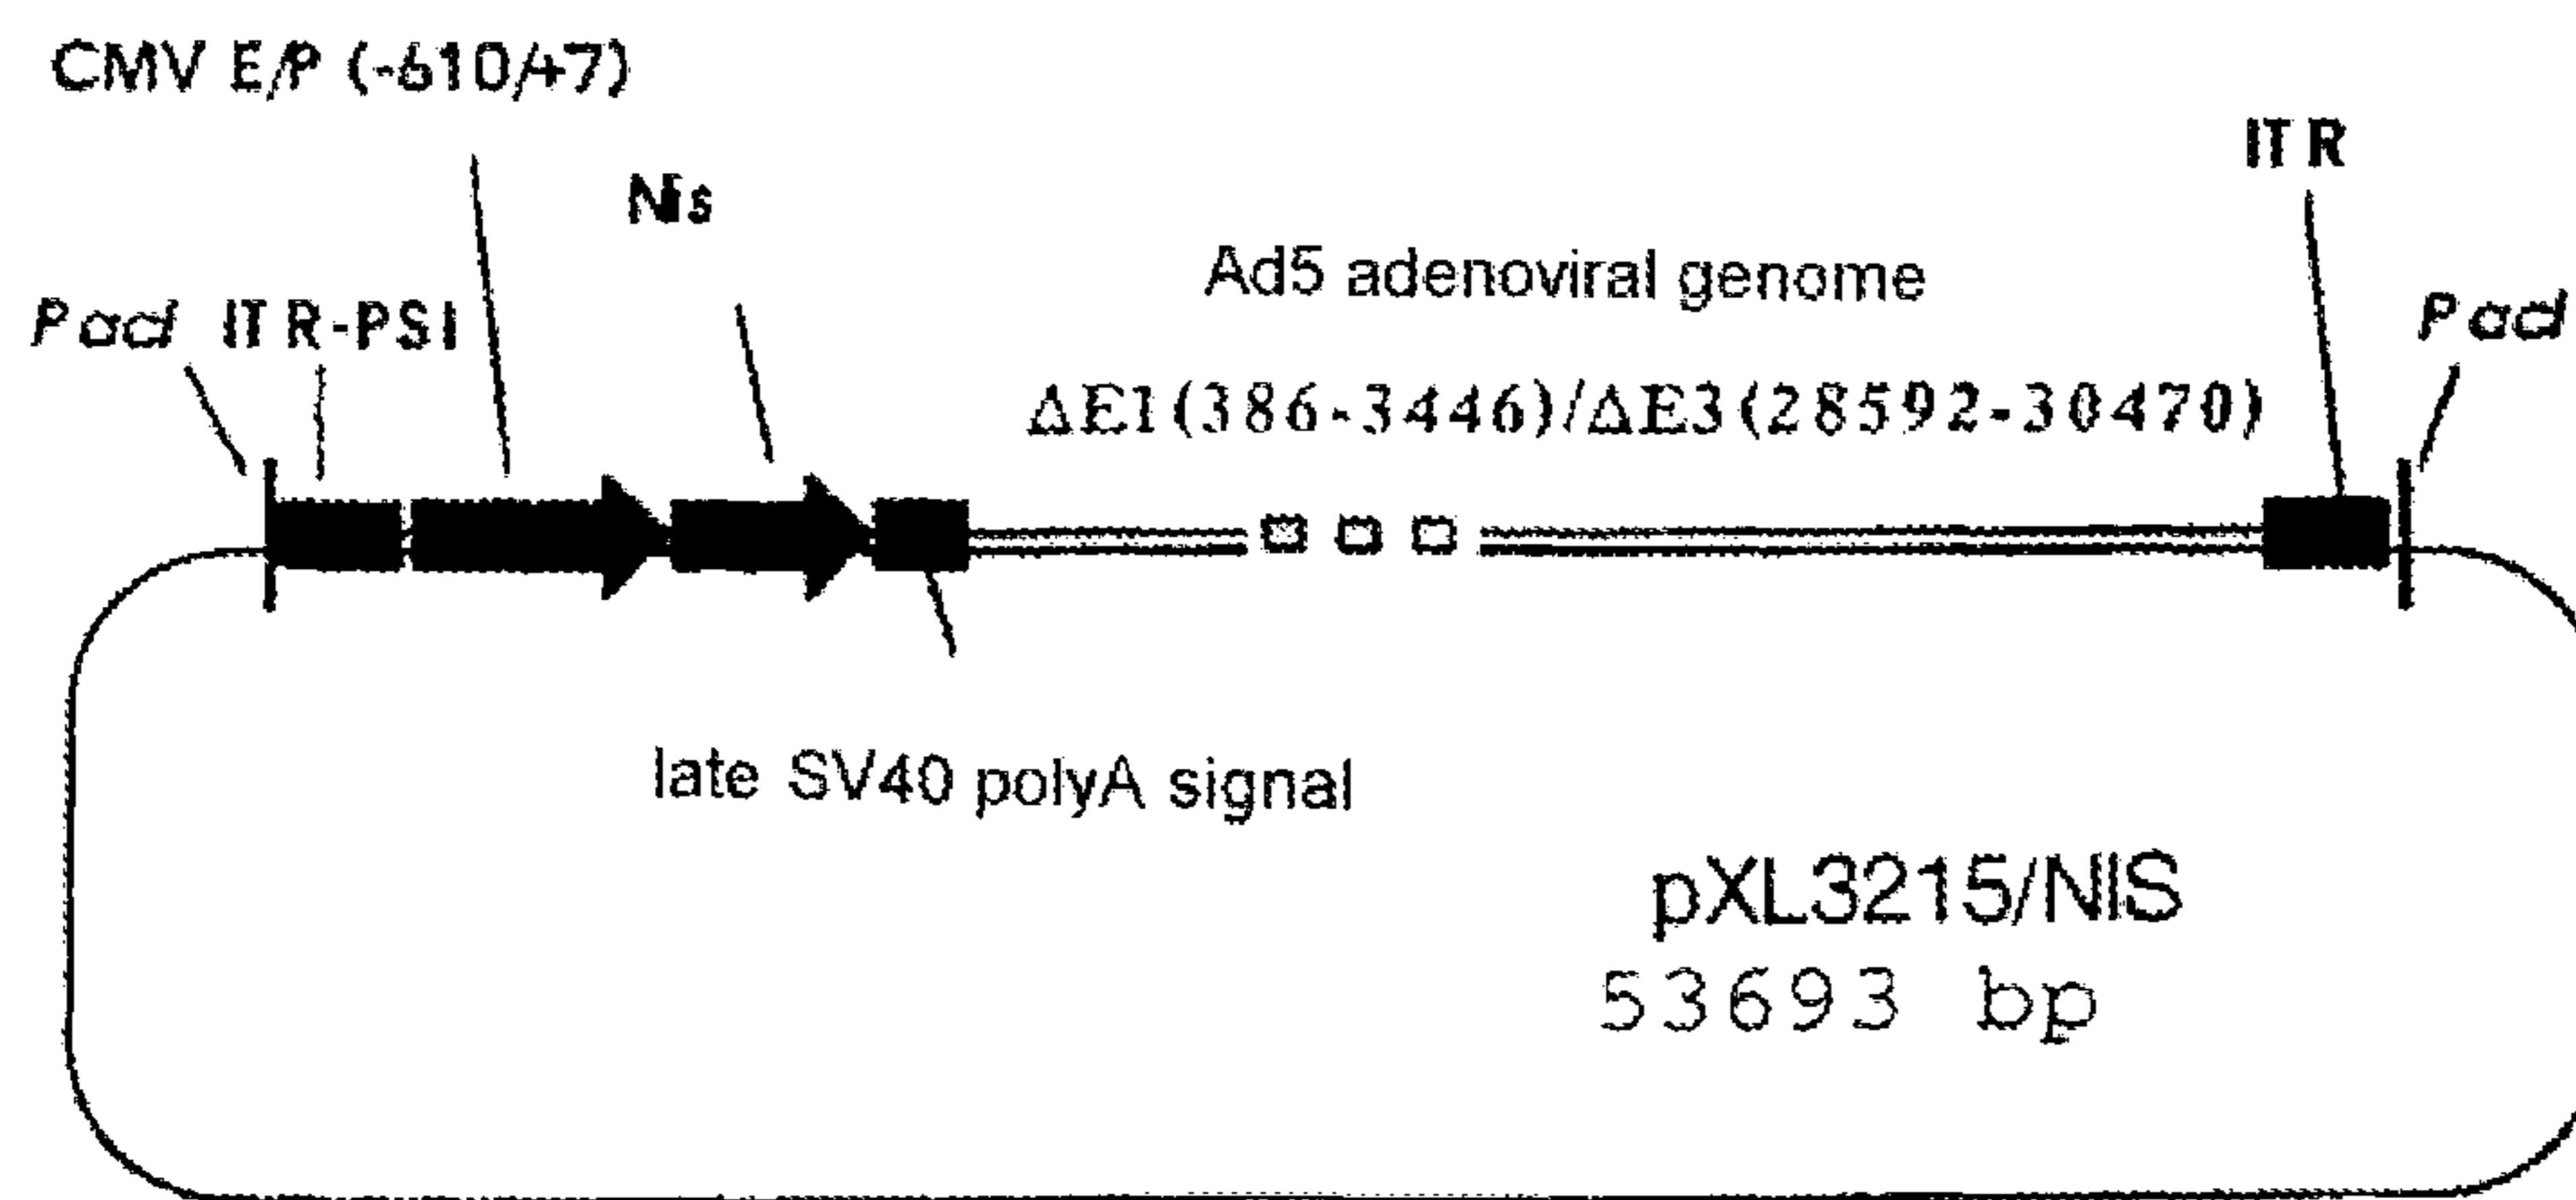 CMV E/P (-610/+7)
Nis
ITR
Ad5 adenoviral genome
PacI ITR-PSI
PacI
ΔE1(386-3446)/ΔE3(28592-30470)
late SV40 polyA signal
pXL3215/NIS
53693 bp